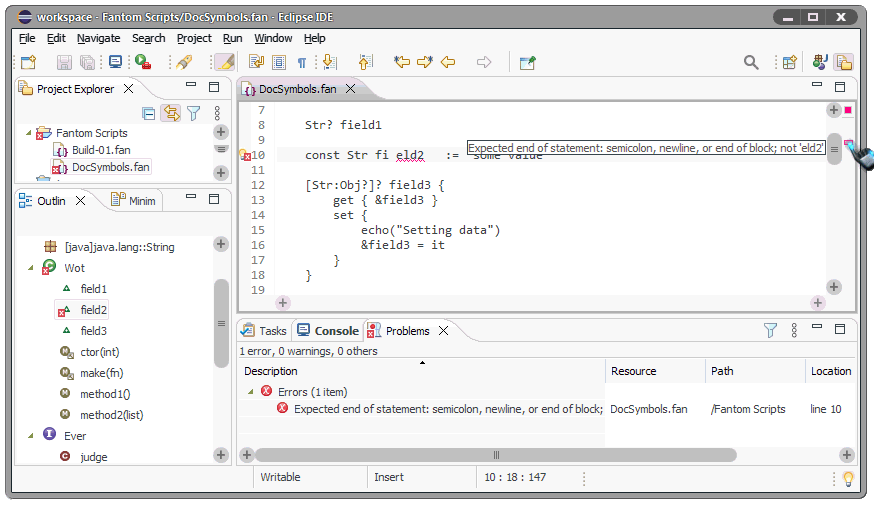 workspace - Fantom Scripts/DocSymbols.fan - Eclipse IDE
File Edit Navigate Search Project Run Window Help
Project Explorer
Fantom Scripts
Build-01.fan
DocSymbols.fan
Outlin Minim
[java]java.lang::String
Wot
field1
field2
field3
ctor(int)
make(fn)
method1()
method2(list)
Ever
judge
DocSymbols.fan
7
8 Str? field1
9
Expected end of statement: semicolon, newline, or end of block; not 'eld2'
10 const Str fi eld2 := some value
11
12 [Str:Obj?]? field3 {
13 get { &field3 }
14 set {
15 echo("Setting data")
16 &field3 = it
17 }
18 }
19
Tasks Console Problems
1 error, 0 warnings, 0 others
Description Resource Path Location
Errors (1 item)
Expected end of statement: semicolon, newline, or end of block; DocSymbols.fan /Fantom Scripts line 10
Writable Insert 10 : 18 : 147